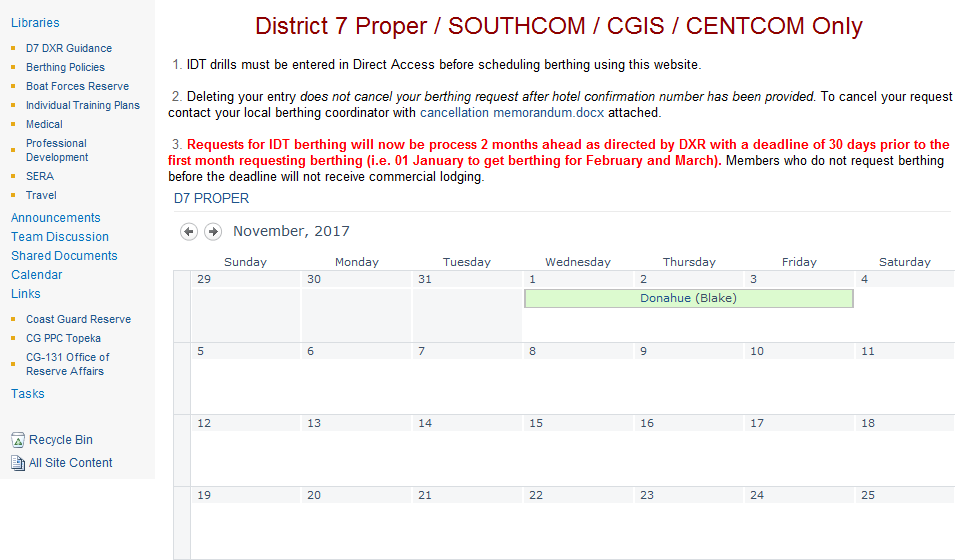 Libraries
D7 DXR Guidance
Berthing Policies
Boat Forces Reserve
Individual Training Plans
Medical
Professional
Development
SERA
Travel
Announcements
Team Discussion
Shared Documents
Calendar
Links
Coast Guard Reserve
CG PPC Topeka
CG-131 Office of
Reserve Affairs
Tasks
Recycle Bin
All Site Content
District 7 Proper / SOUTHCOM / CGIS / CENTCOM Only
1. IDT drills must be entered in Direct Access before scheduling berthing using this website.
2. Deleting your entry does not cancel your berthing request after hotel confirmation number has been provided. To cancel your request
contact your local berthing coordinator with cancellation memorandum.docx attached.
3. Requests for IDT berthing will now be process 2 months ahead as directed by DXR with a deadline of 30 days prior to the
first month requesting berthing (i.e. 01 January to get berthing for February and March). Members who do not request berthing
before the deadline will not receive commercial lodging.
D7 PROPER
November, 2017
Sunday Monday Tuesday Wednesday Thursday Friday Saturday
29 30 31 1 2 3 4
Donahue (Blake)
5 6 7 8 9 10 11
12 13 14 15 16 17 18
19 20 21 22 23 24 25